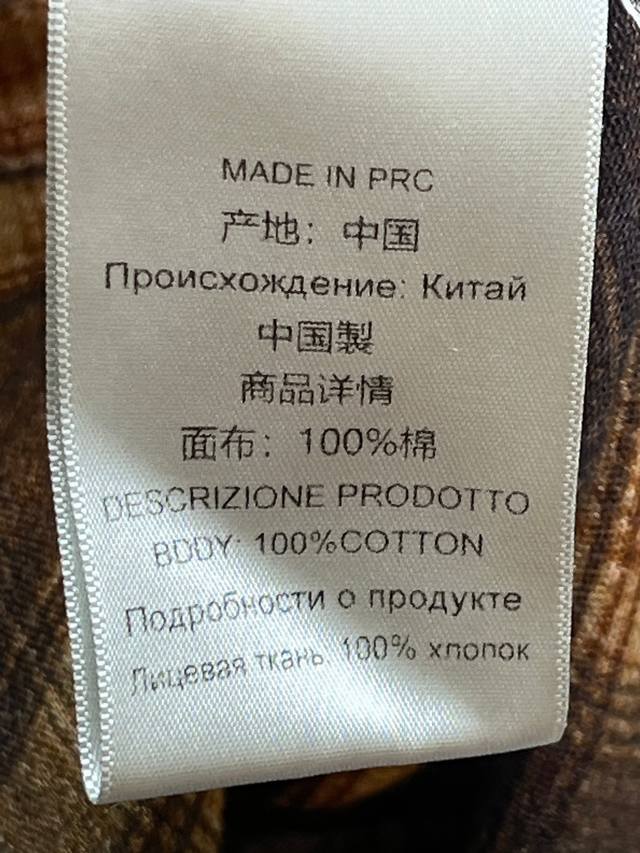 MADE IN PRC
产地：中国
Происхождение: Китай
中国製
商品详情
面布：100%棉
DESCRIZIONE PRODOTTO
BODY: 100%COTTON
Подробности о продукте
Лицевая ткань: 100% хлопок